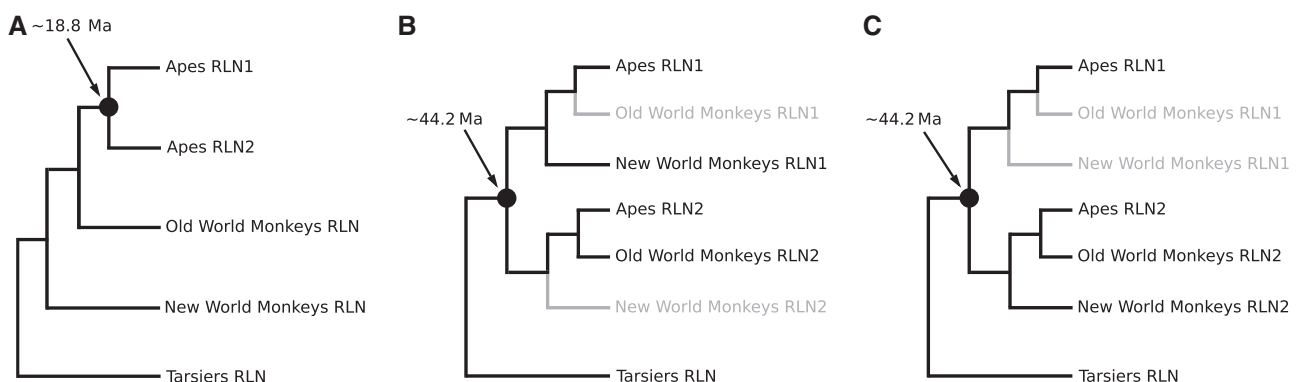 A
~18.8 Ma
Apes RLN1
Apes RLN2
Old World Monkeys RLN
New World Monkeys RLN
Tarsiers RLN
B
~44.2 Ma
Apes RLN1
Old World Monkeys RLN1
New World Monkeys RLN1
Apes RLN2
Old World Monkeys RLN2
New World Monkeys RLN2
Tarsiers RLN
C
~44.2 Ma
Apes RLN1
Old World Monkeys RLN1
New World Monkeys RLN1
Apes RLN2
Old World Monkeys RLN2
New World Monkeys RLN2
Tarsiers RLN